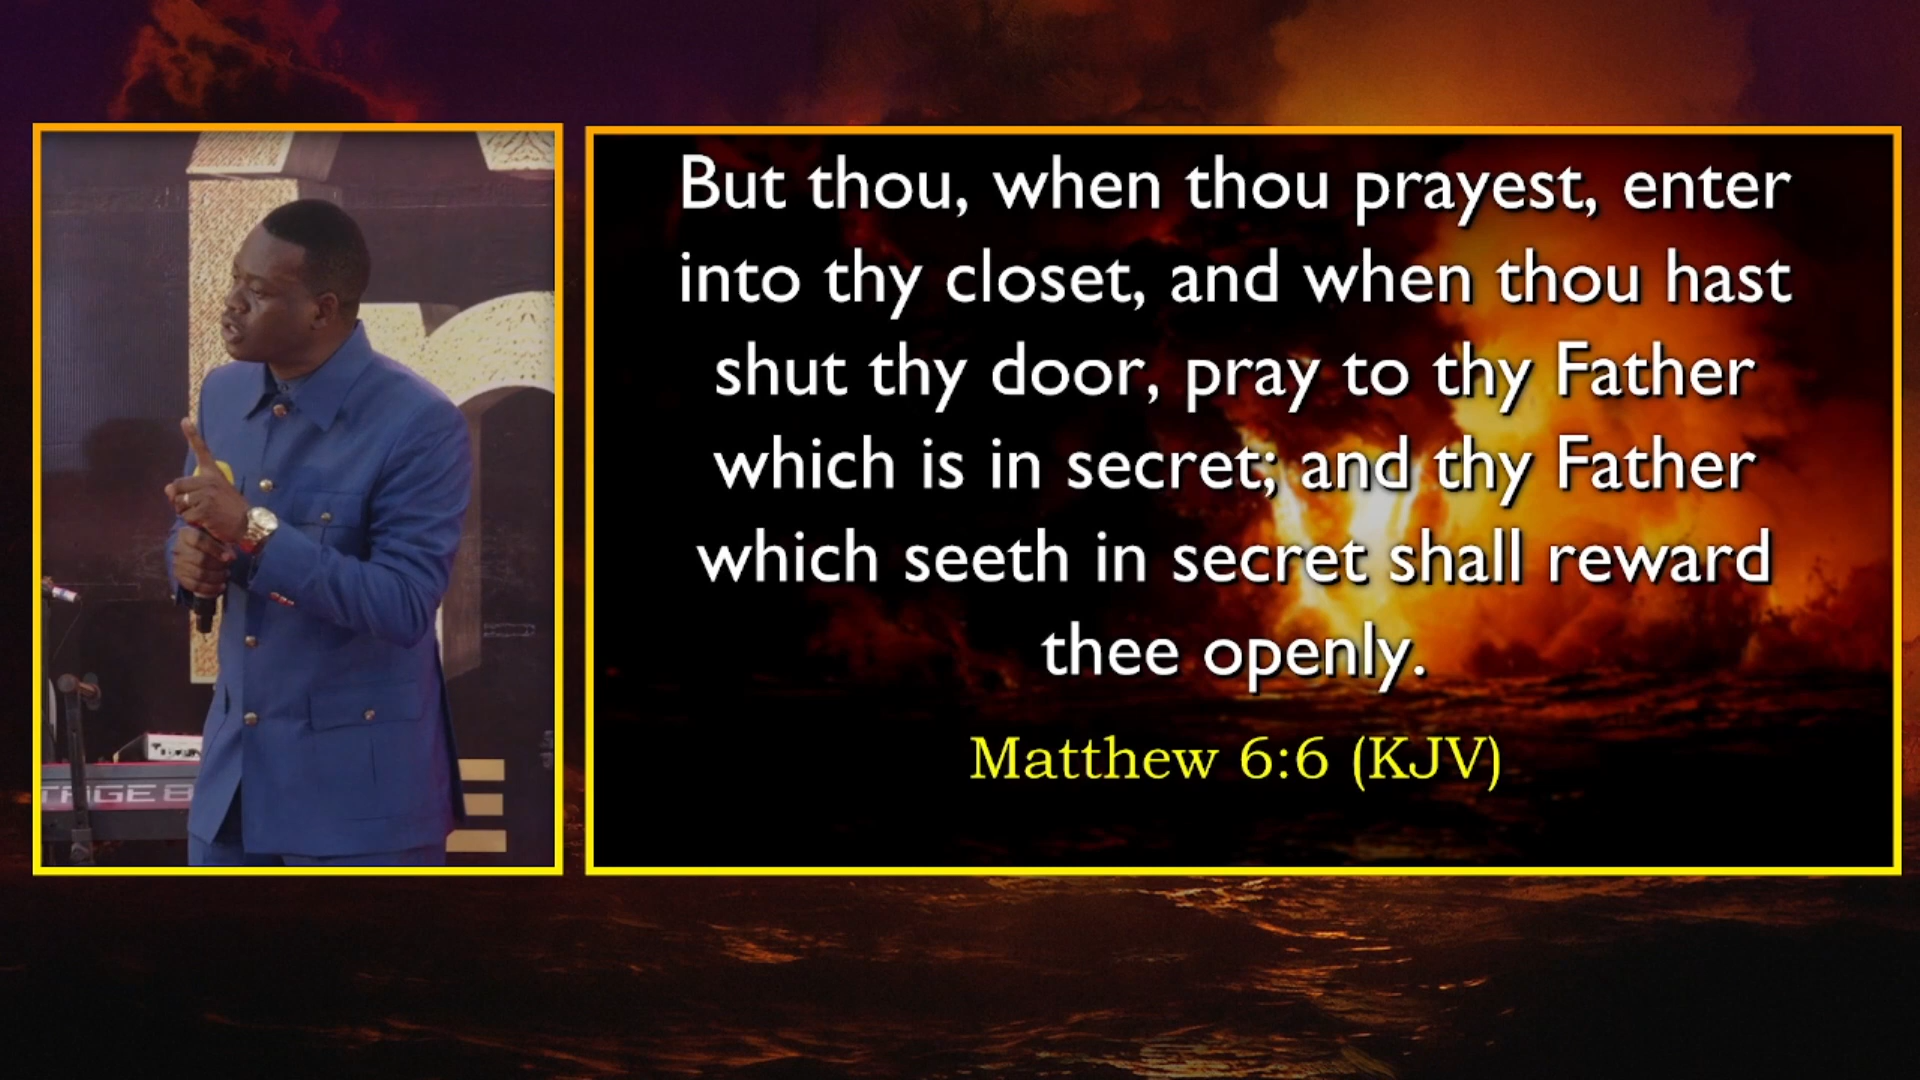 But thou, when thou prayest, enter
into thy closet, and when thou hast
shut thy door, pray to thy Father
which is in secret; and thy Father
which seeth in secret shall reward
thee openly.
Matthew 6:6 (KJV)
TAGE 8